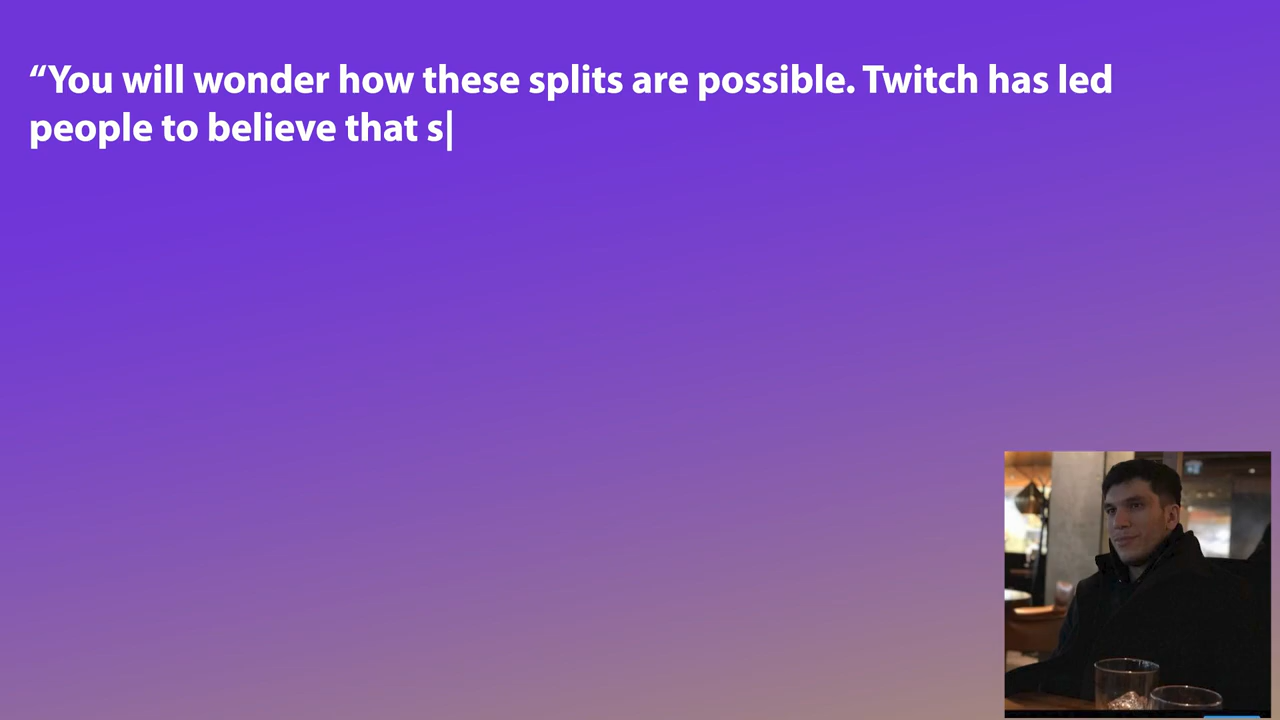 “You will wonder how these splits are possible. Twitch has led
people to believe that s|